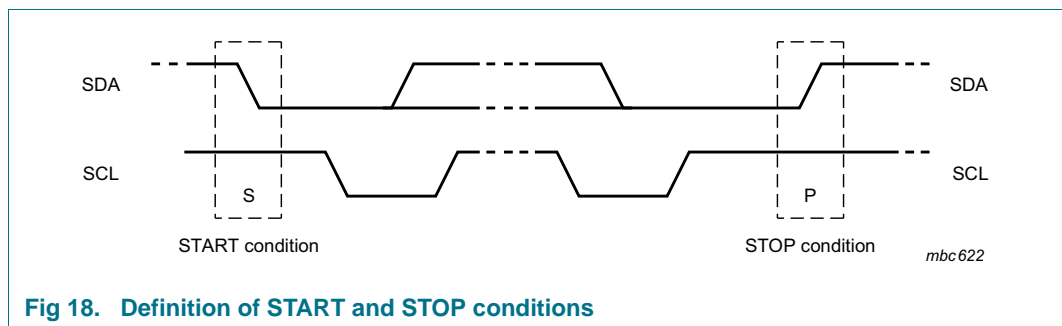 SDA
SDA
SCL
SCL
S
P
START condition
STOP condition
mbc622
Fig 18. Definition of START and STOP conditions